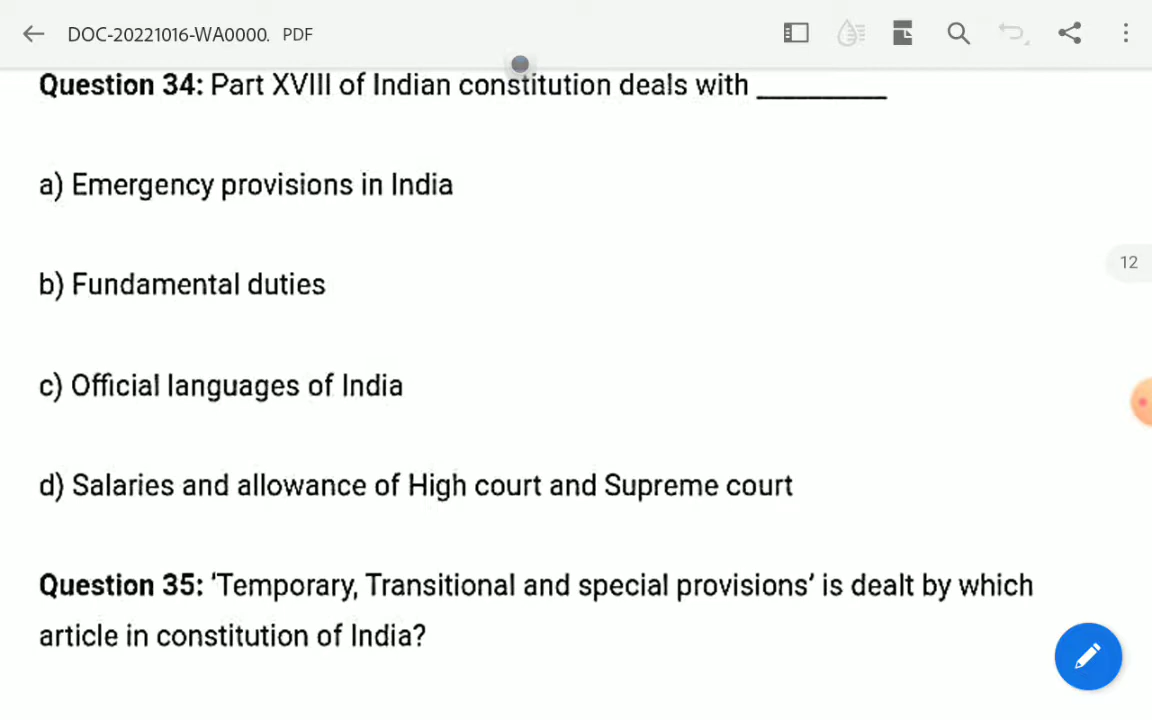 DOC-20221016-WA0000. PDF
Question 34: Part XVIII of Indian constitution deals with __________
a) Emergency provisions in India
12
b) Fundamental duties
c) Official languages of India
d) Salaries and allowance of High court and Supreme court
Question 35: ‘Temporary, Transitional and special provisions’ is dealt by which
article in constitution of India?